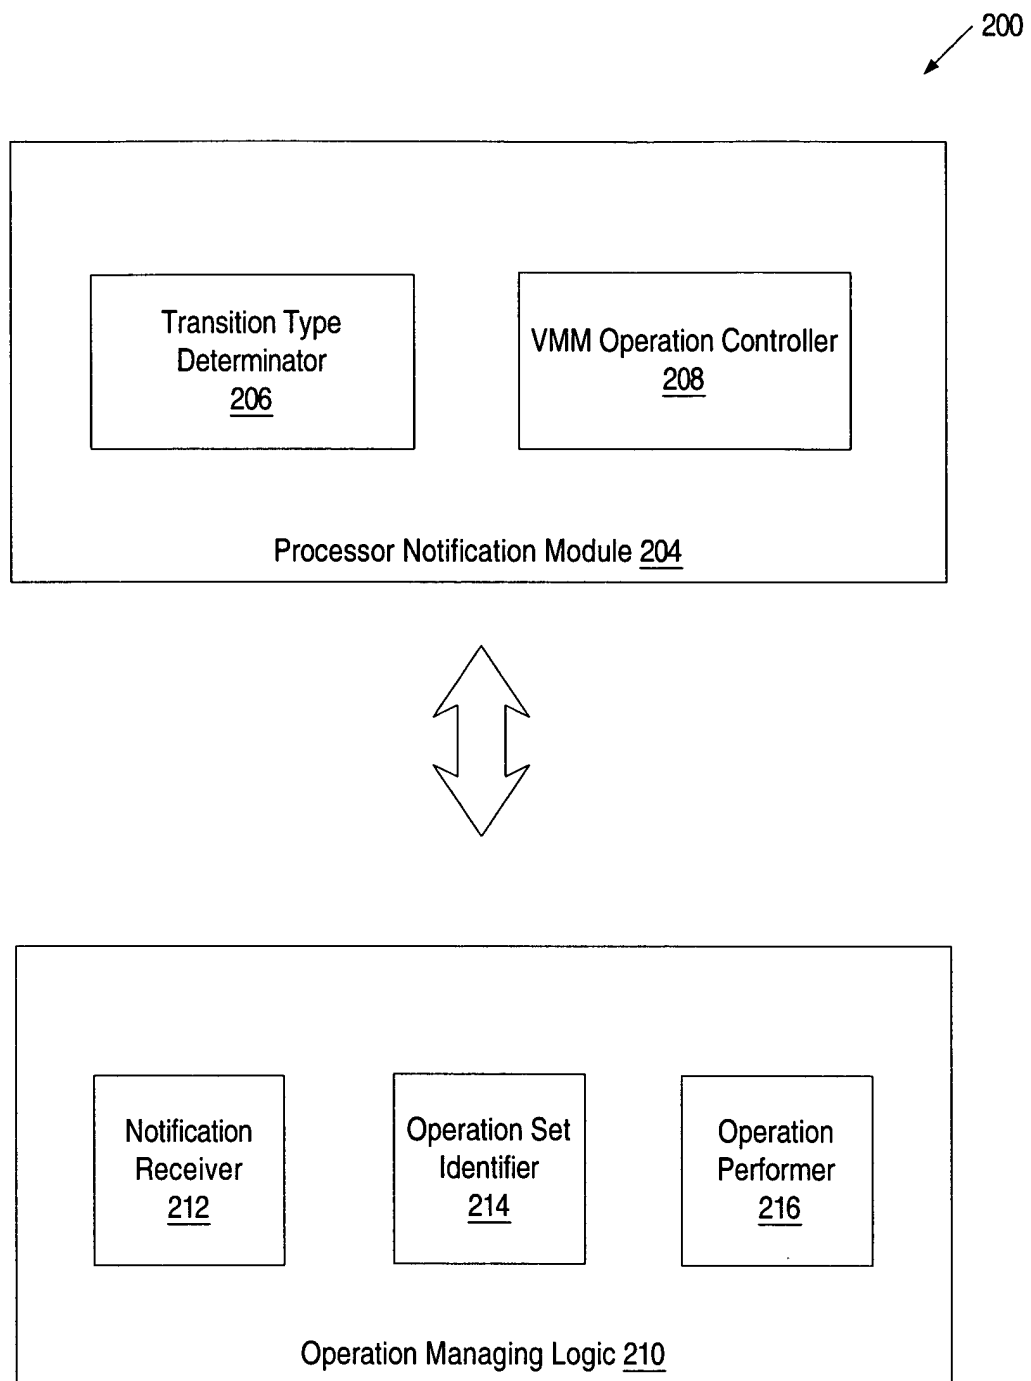 200
Transition Type
Determinator
206
VMM Operation Controller
208
Processor Notification Module 204
Notification
Receiver
212
Operation Set
Identifier
214
Operation
Performer
216
Operation Managing Logic 210